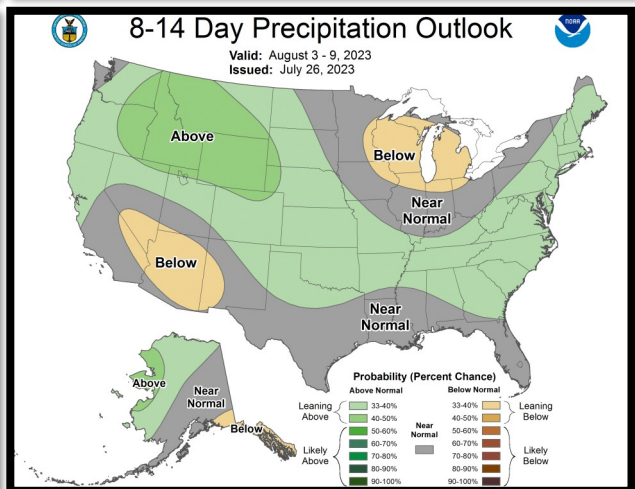 8-14 Day Precipitation Outlook
Valid: August 3 - 9, 2023
Issued: July 26, 2023
NOAA
Above
Below
Near
Normal
Below
Near
Normal
Above
Near
Normal
Below
Probability (Percent Chance)
Above Normal Below Normal
Leaning
Above
33-40%
40-50%
Likely
Above
50-60%
60-70%
70-80%
80-90%
90-100%
Near
Normal
33-40%
40-50%
Leaning
Below
50-60%
60-70%
70-80%
80-90%
90-100%
Likely
Below